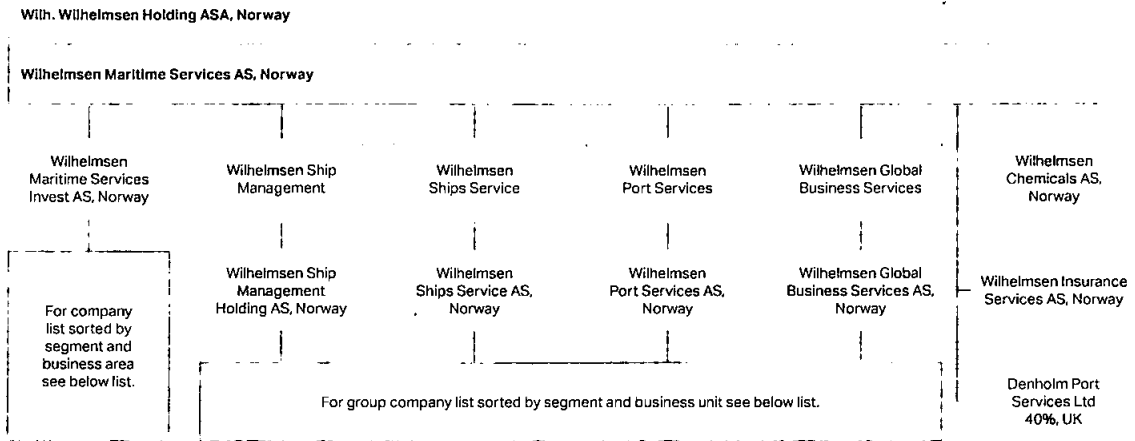 Wilh. Wilhelmsen Holding ASA, Norway
Wilhelmsen Maritime Services AS, Norway
Wilhelmsen
Maritime Services
Invest AS, Norway
Wilhelmsen Ship
Management
Wilhelmsen
Ships Service
Wilhelmsen
Port Services
Wilhelmsen Global
Business Services
Wilhelmsen
Chemicals AS,
Norway
For company
list sorted by
segment and
business area
see below list.
Wilhelmsen Ship
Management
Holding AS, Norway
Wilhelmsen
Ships Service AS,
Norway
Wilhelmsen
Port Services AS,
Norway
Wilhelmsen Global
Business Services AS,
Norway
Wilhelmsen Insurance
Services AS, Norway
For group company list sorted by segment and business unit see below list.
Denholm Port
Services Ltd
40%, UK